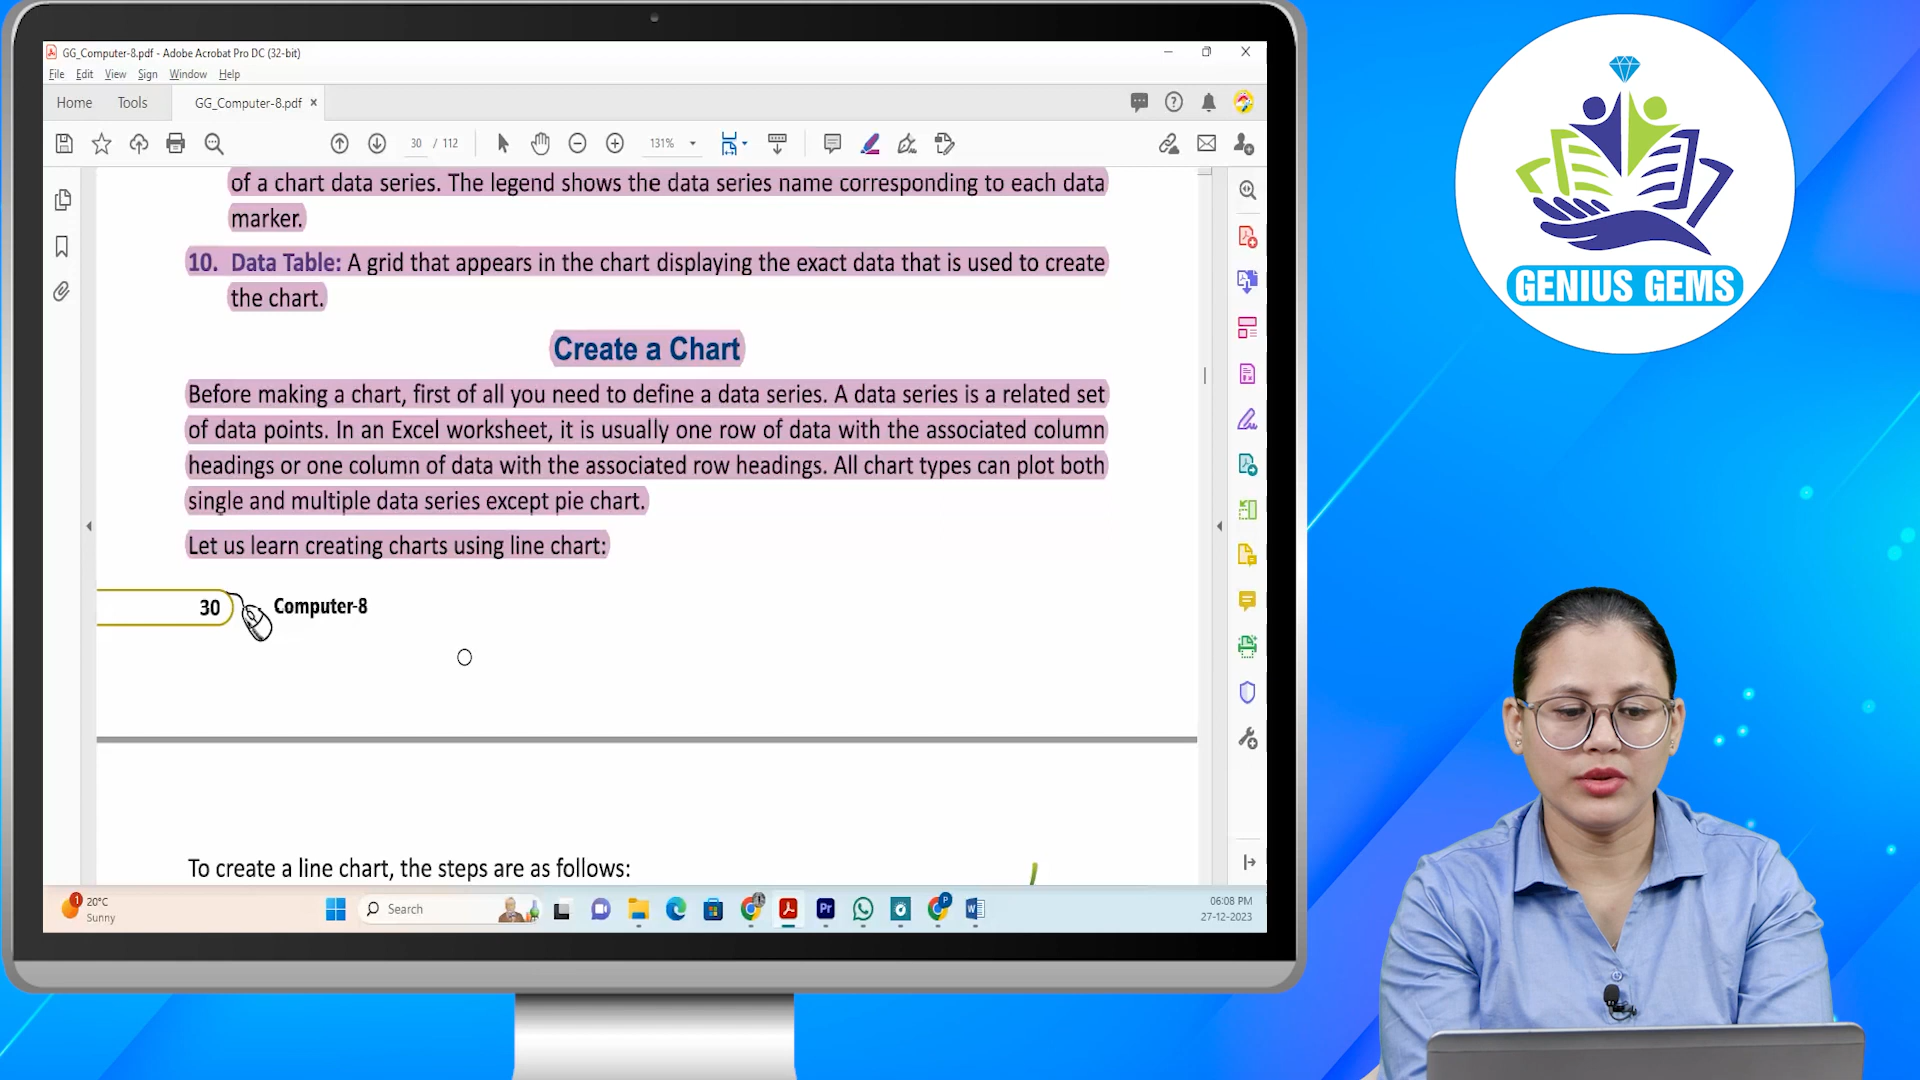 GG_Computer-8.pdf - Adobe Acrobat Pro DC (32-bit)
File Edit View Sign Window Help
Home Tools GG_Computer-8.pdf ×
30 / 112 131%
of a chart data series. The legend shows the data series name corresponding to each data
marker.
10. Data Table: A grid that appears in the chart displaying the exact data that is used to create
the chart.
Create a Chart
Before making a chart, first of all you need to define a data series. A data series is a related set
of data points. In an Excel worksheet, it is usually one row of data with the associated column
headings or one column of data with the associated row headings. All chart types can plot both
single and multiple data series except pie chart.
Let us learn creating charts using line chart:
30 Computer-8
To create a line chart, the steps are as follows:
1 20°C
Sunny
Search
Pr
P
06:08 PM
27-12-2023
GENIUS GEMS